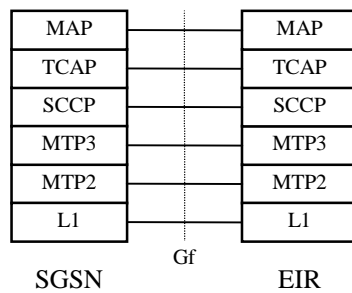 MAP MAP
TCAP TCAP
SCCP SCCP
MTP3 MTP3
MTP2 MTP2
L1 L1
Gf
SGSN EIR